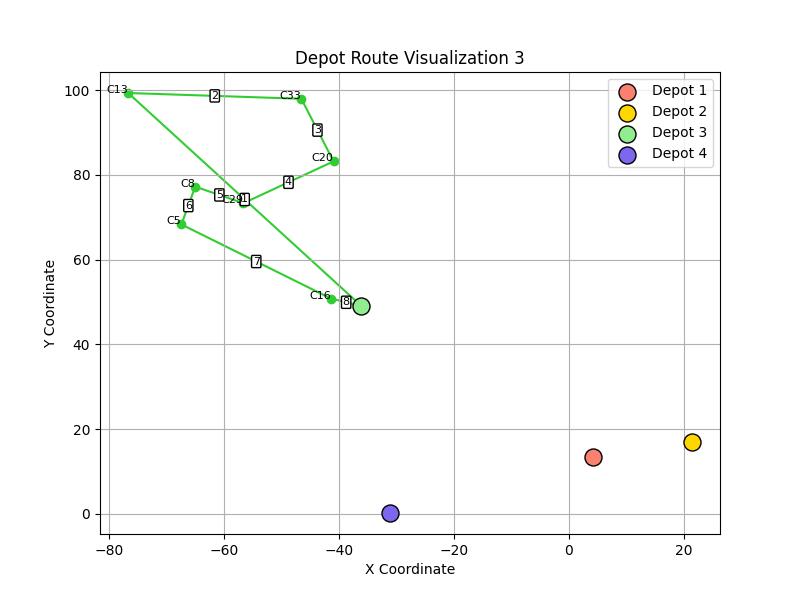 Depot Route Visualization 3
Depot 1
Depot 2
Depot 3
Depot 4
C13
2
C33
3
C20
4
C8
5
1
6
C5
7
C16
8
100
80
60
40
20
0
−80
−60
−40
−20
0
20
X Coordinate
Y Coordinate